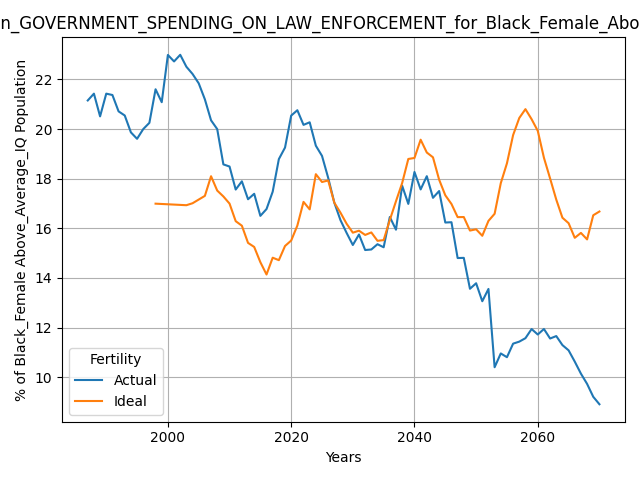 n_GOVERNMENT_SPENDING_ON_LAW_ENFORCEMENT_for_Black_Female_Abo
% of Black_Female Above_Average_IQ Population
22
20
18
16
14
12
10
Fertility
Actual
Ideal
2000
2020
2040
2060
Years